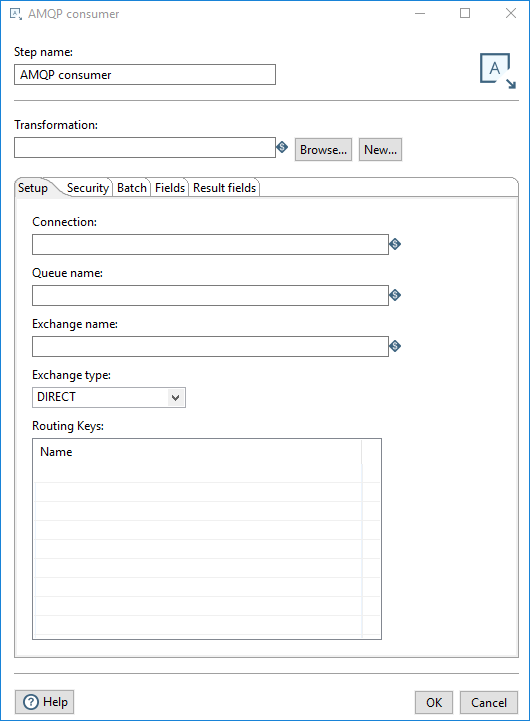 AMQP consumer
Step name:
AMQP consumer
A
Transformation:
Browse... New...
Setup Security Batch Fields Result fields
Connection:
Queue name:
Exchange name:
Exchange type:
DIRECT
Routing Keys:
Name
Help OK Cancel